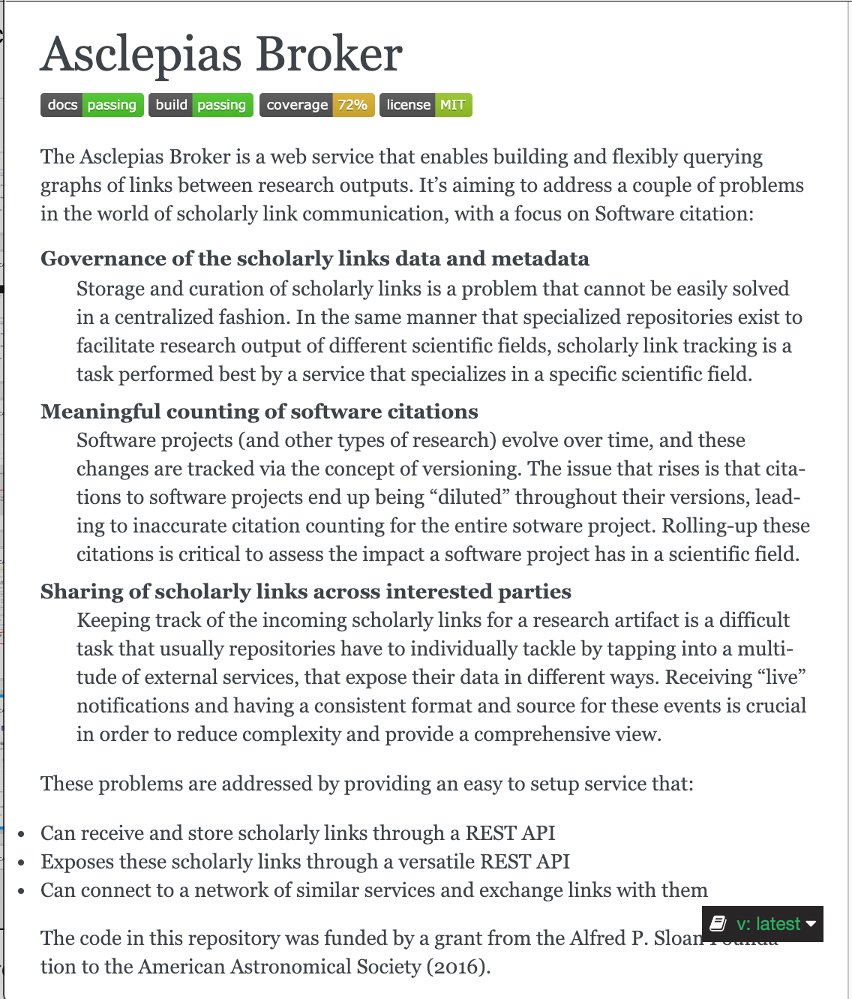 Asclepias Broker
docs passing build passing coverage 72% license MIT
The Asclepias Broker is a web service that enables building and flexibly querying
graphs of links between research outputs. It’s aiming to address a couple of problems
in the world of scholarly link communication, with a focus on Software citation:
Governance of the scholarly links data and metadata
Storage and curation of scholarly links is a problem that cannot be easily solved
in a centralized fashion. In the same manner that specialized repositories exist to
facilitate research output of different scientific fields, scholarly link tracking is a
task performed best by a service that specializes in a specific scientific field.
Meaningful counting of software citations
Software projects (and other types of research) evolve over time, and these
changes are tracked via the concept of versioning. The issue that rises is that cita-
tions to software projects end up being “diluted” throughout their versions, lead-
ing to inaccurate citation counting for the entire sotware project. Rolling-up these
citations is critical to assess the impact a software project has in a scientific field.
Sharing of scholarly links across interested parties
Keeping track of the incoming scholarly links for a research artifact is a difficult
task that usually repositories have to individually tackle by tapping into a multi-
tude of external services, that expose their data in different ways. Receiving “live”
notifications and having a consistent format and source for these events is crucial
in order to reduce complexity and provide a comprehensive view.
These problems are addressed by providing an easy to setup service that:
• Can receive and store scholarly links through a REST API
• Exposes these scholarly links through a versatile REST API
• Can connect to a network of similar services and exchange links with them
v: latest
The code in this repository was funded by a grant from the Alfred P. Sloan
tion to the American Astronomical Society (2016).